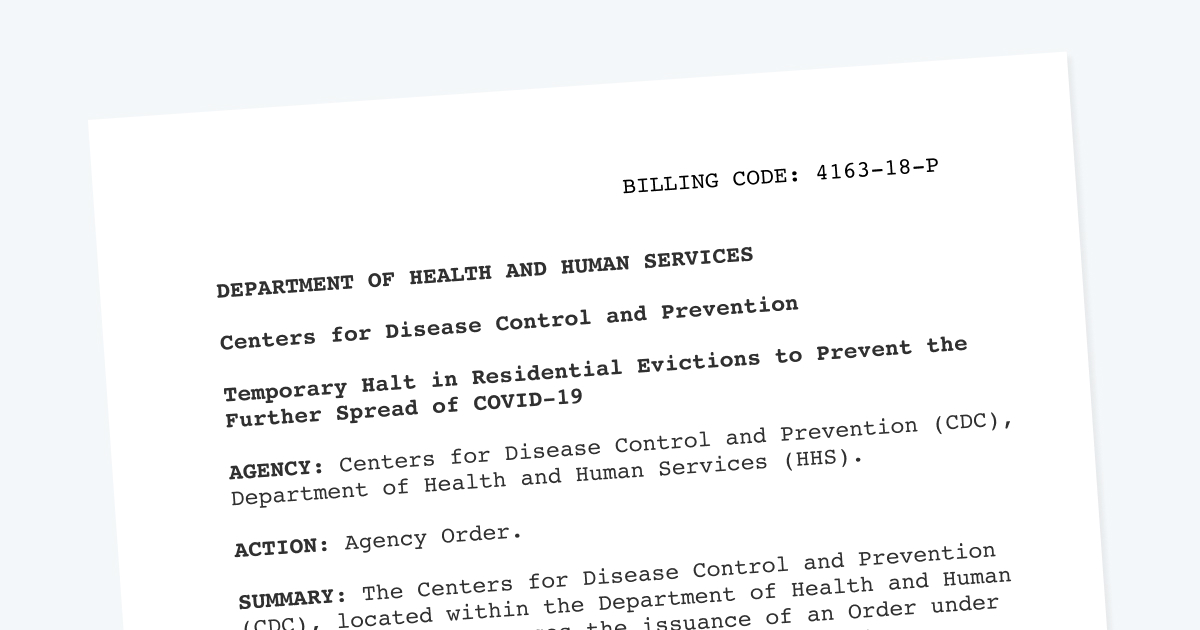 BILLING CODE: 4163-18-P
DEPARTMENT OF HEALTH AND HUMAN SERVICES
Centers for Disease Control and Prevention
Temporary Halt in Residential Evictions to Prevent the
Further Spread of COVID-19
AGENCY: Centers for Disease Control and Prevention (CDC),
Department of Health and Human Services (HHS).
ACTION: Agency Order.
SUMMARY: The Centers for Disease Control and Prevention
(CDC), located within the Department of Health and Human
the issuance of an Order under